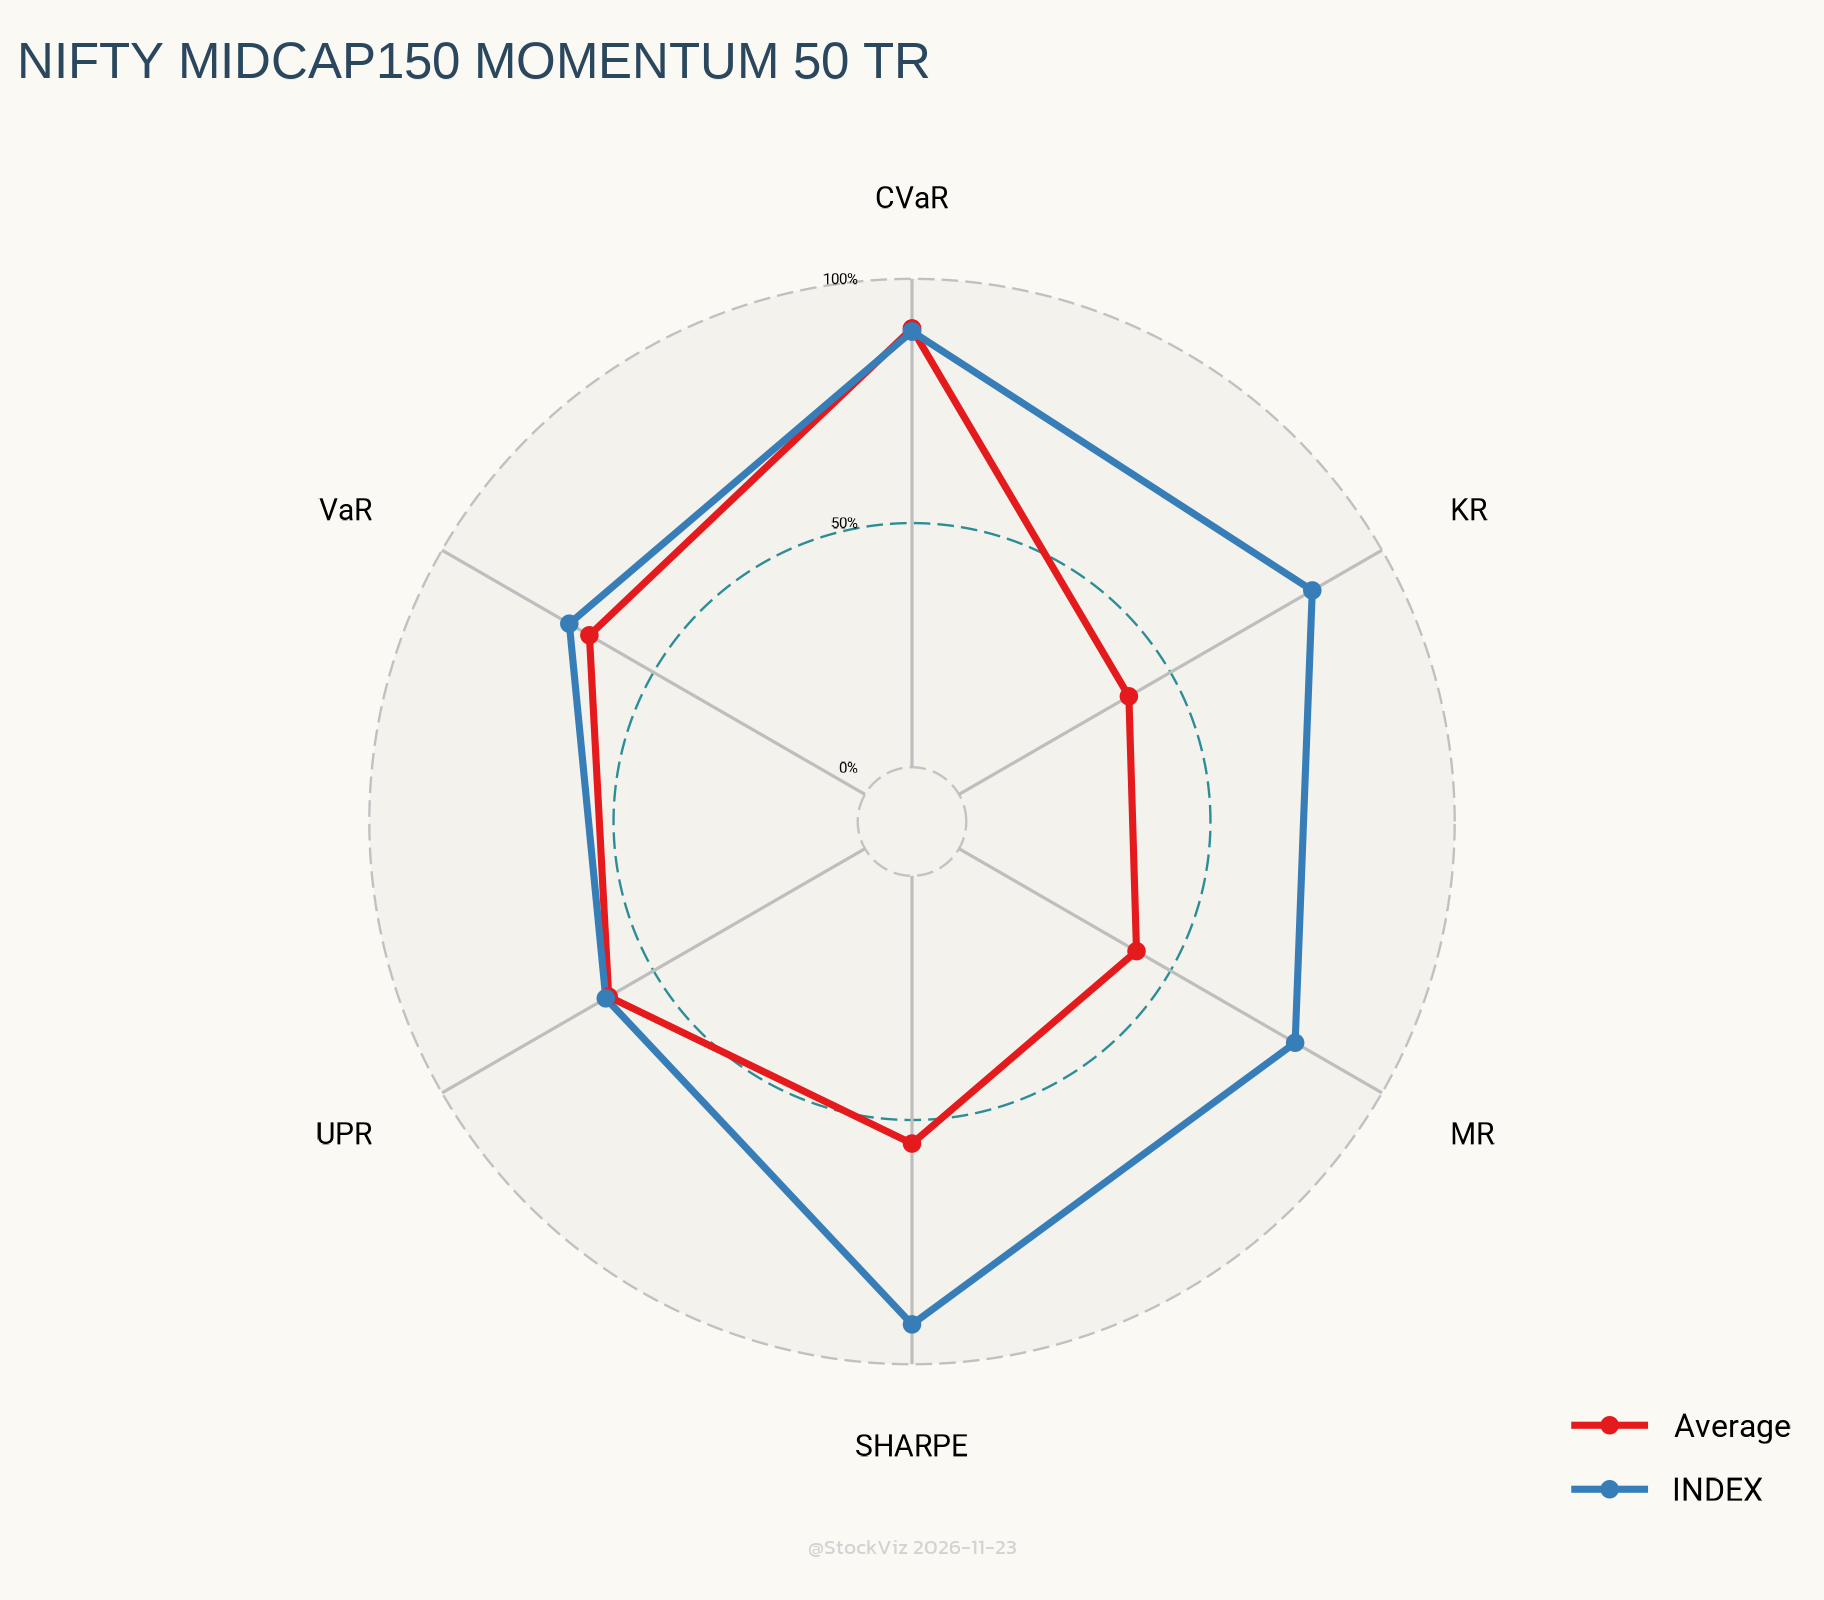 NIFTY MIDCAP150 MOMENTUM 50 TR
CVaR
100%
VaR
KR
50%
0%
UPR
MR
SHARPE
Average
INDEX
@StockViz 2026-11-23